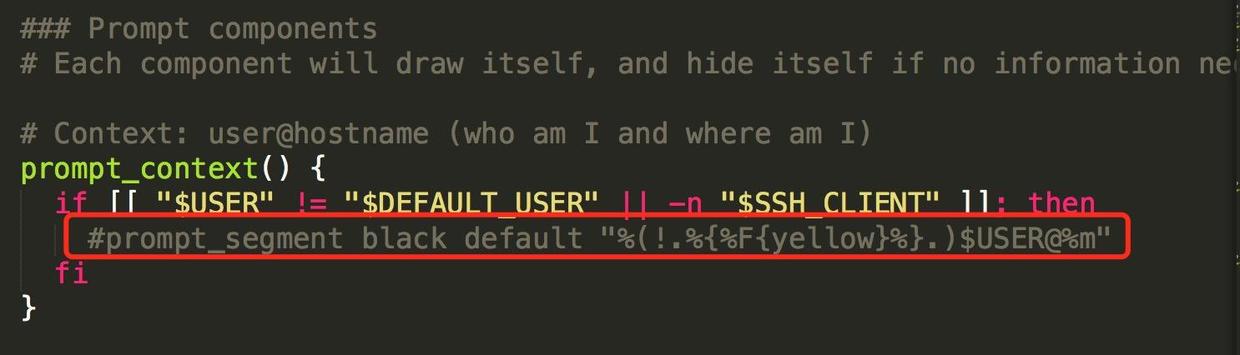 ### Prompt components
# Each component will draw itself, and hide itself if no information
# Context: user@hostname (who am I and where am I)
prompt_context() {
if [[ "$USER" != "$DEFAULT_USER" || -n "$SSH_CLIENT" ]]; then
#prompt_segment black default "%(!.%{%F{yellow}%}.)$USER@%m"
fi
}